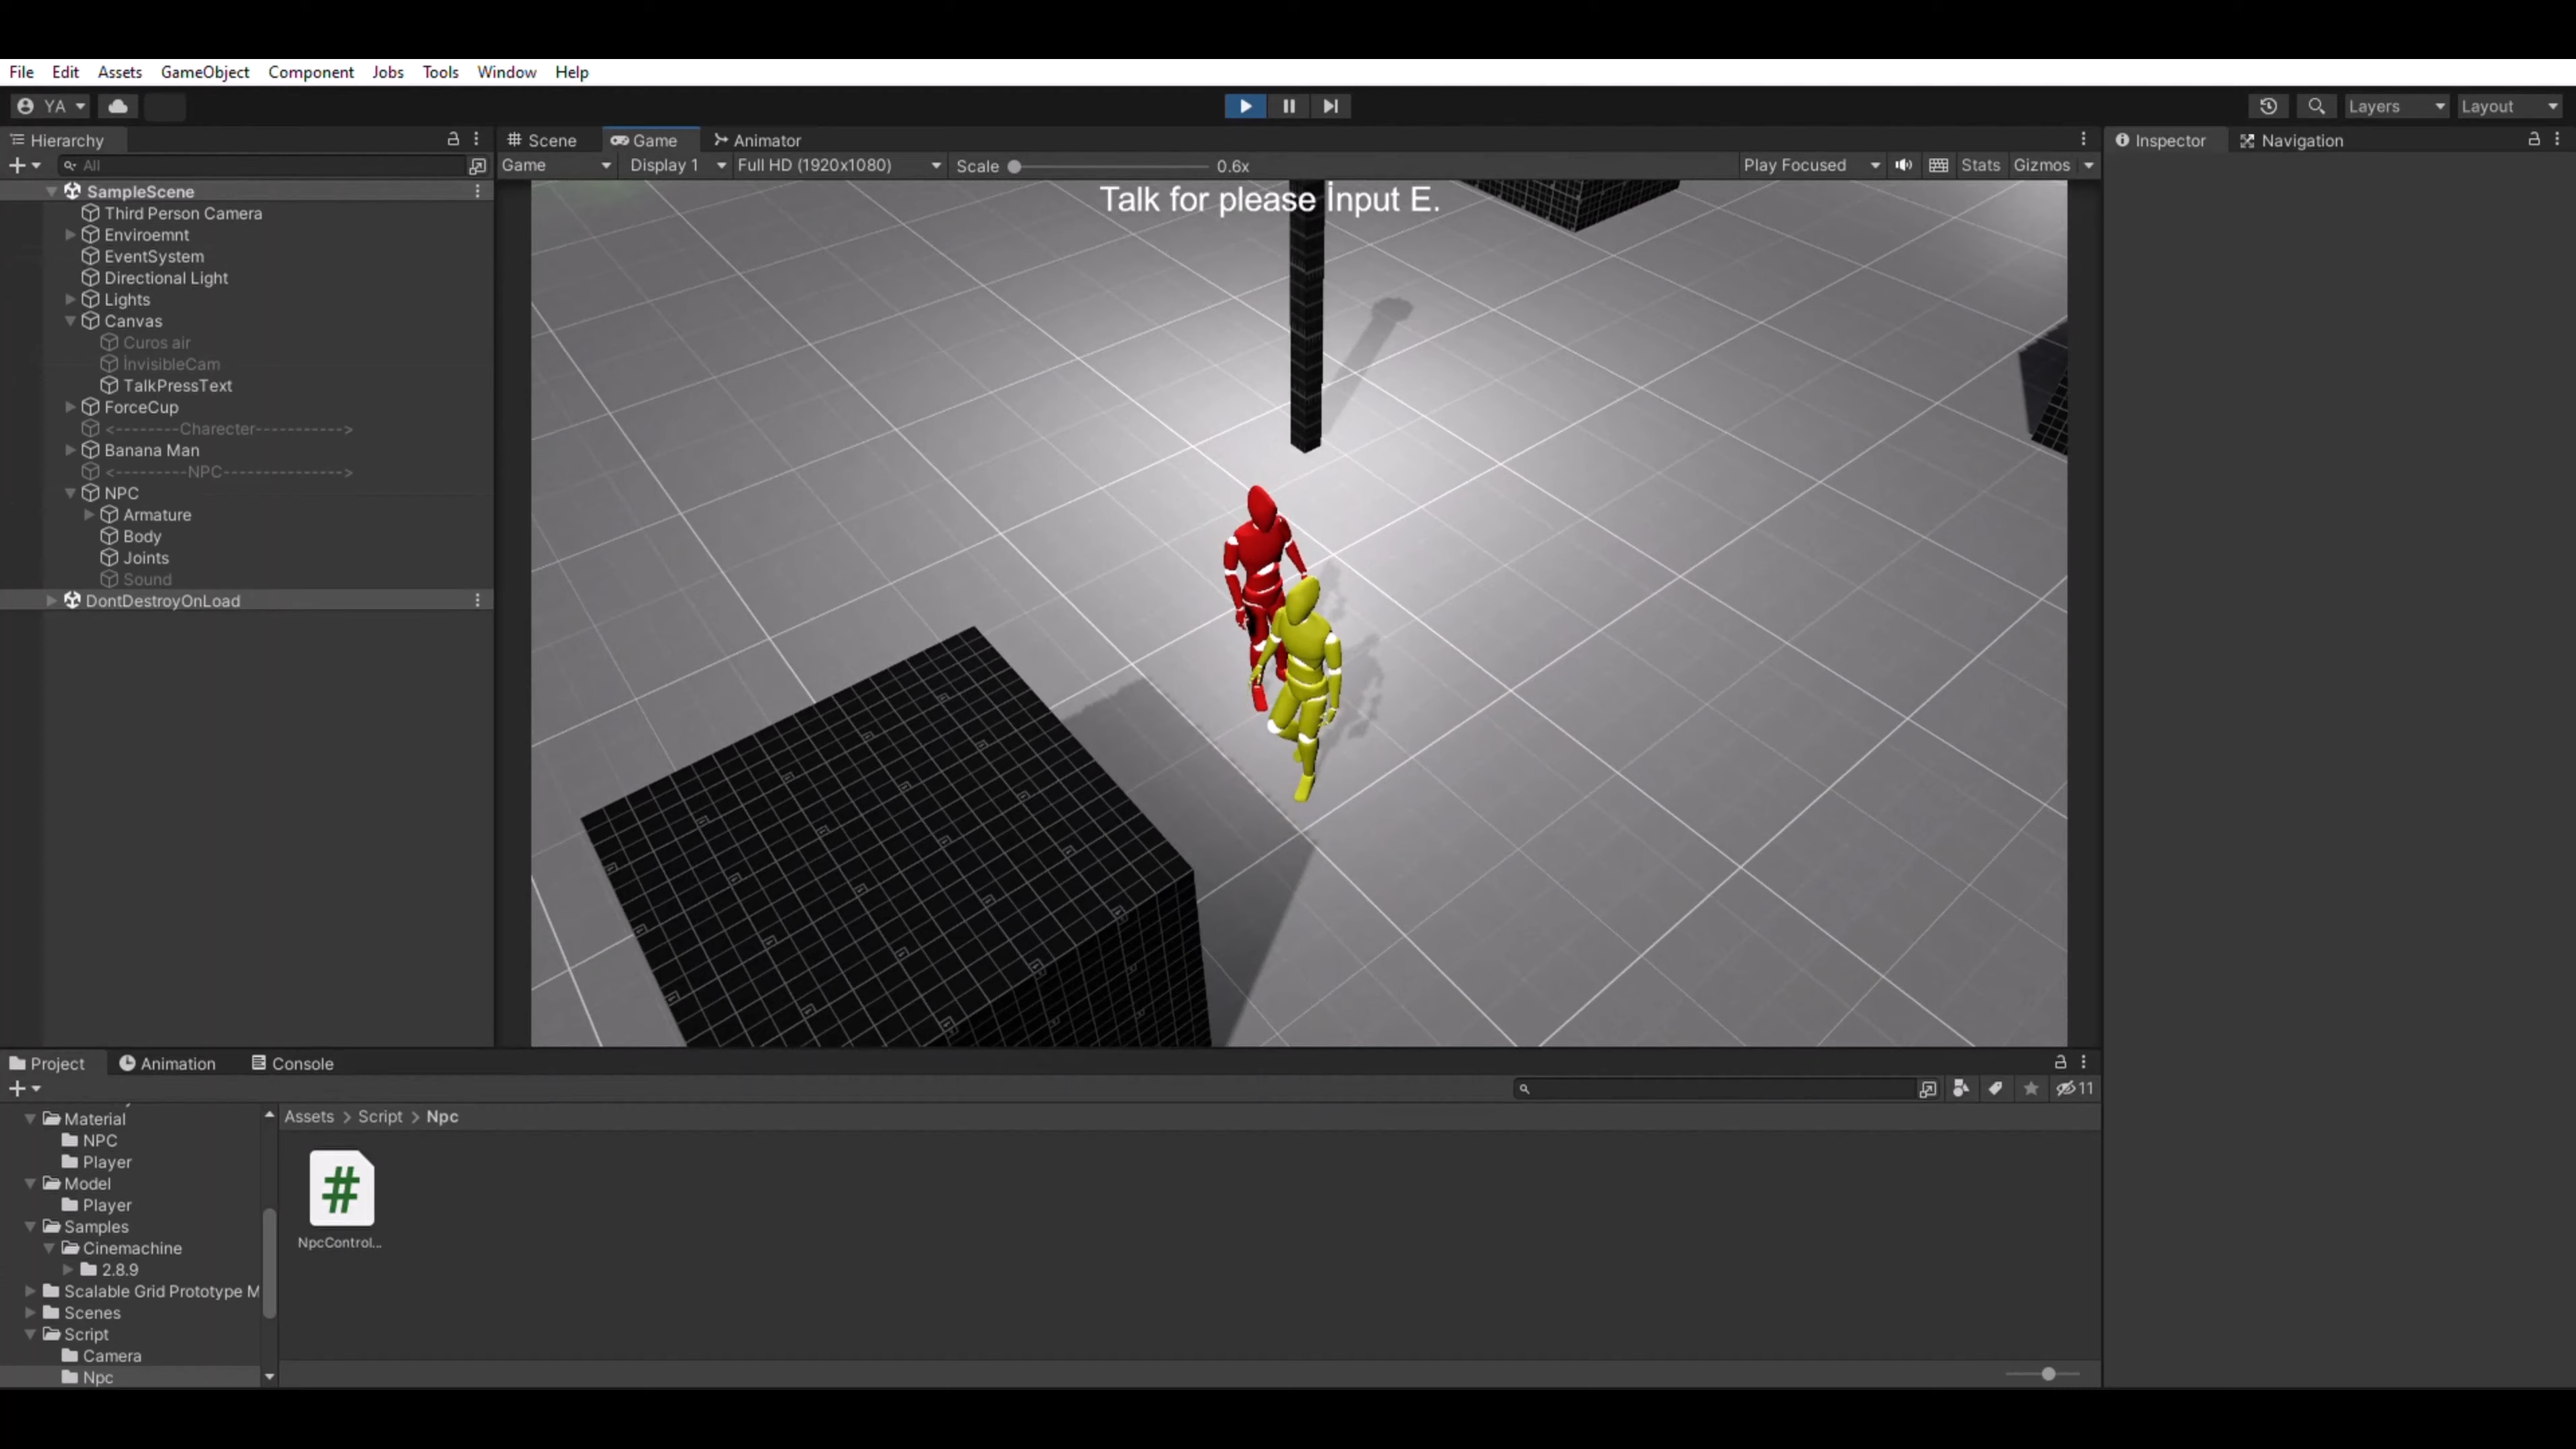 File Edit Assets GameObject Component Jobs Tools Window Help
YA Layers Layout
Hierarchy
Scene Game Animator
Inspector Navigation
All
Game Display 1 Full HD (1920x1080) Scale 0.6x Play Focused Stats Gizmos
SampleScene
Third Person Camera
Enviroemnt
EventSystem
Directional Light
Lights
Canvas
Curos air
İnvisibleCam
TalkPressText
ForceCup
<--------Charecter----------->
Banana Man
<---------NPC--------------->
NPC
Armature
Body
Joints
Sound
DontDestroyOnLoad
Talk for please İnput E.
Project Animation Console
11
Material
NPC
Player
Model
Player
Samples
Cinemachine
2.8.9
Scalable Grid Prototype M
Scenes
Script
Camera
Npc
Assets > Script > Npc
#
NpcControl...